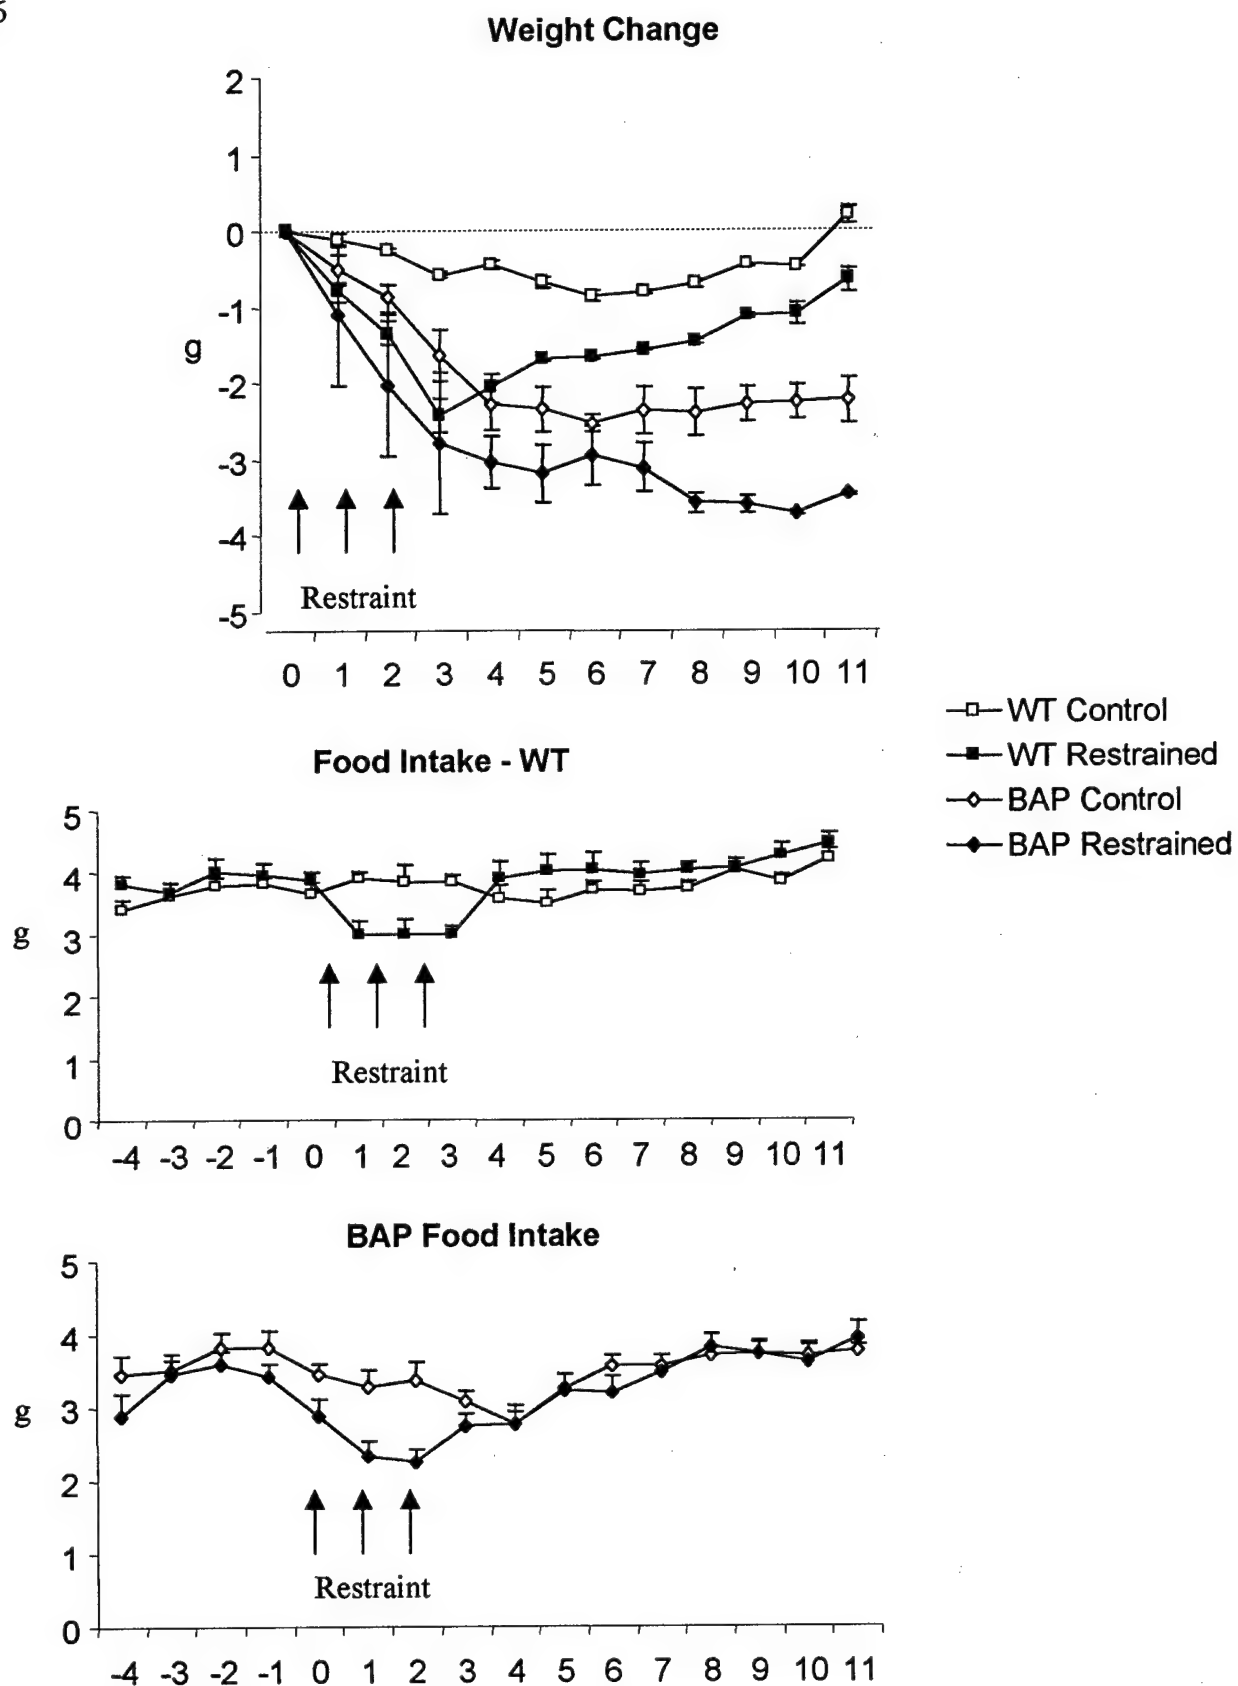 Weight Change
2
1
0
-1
g
-2
-3
-4
Restraint
-5
0 1 2 3 4 5 6 7 8 9 10 11
WT Control
WT Restrained
BAP Control
BAP Restrained
Food Intake - WT
5
4
g
3
2
1
Restraint
0
-4 -3 -2 -1 0 1 2 3 4 5 6 7 8 9 10 11
BAP Food Intake
5
4
g
3
2
1
Restraint
0
-4 -3 -2 -1 0 1 2 3 4 5 6 7 8 9 10 11